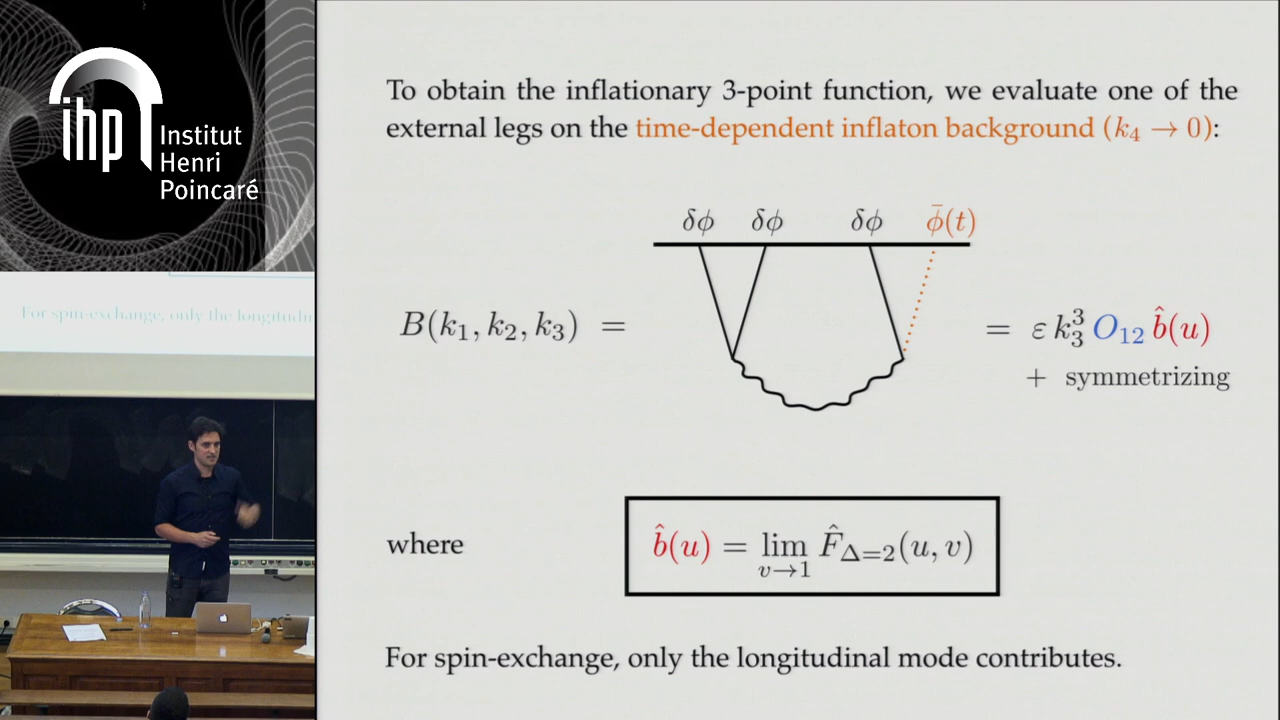 ihp
Institut
Henri
Poincaré
For spin-exchange, only the longitudin
To obtain the inflationary 3-point function, we evaluate one of the
external legs on the time-dependent inflaton background (k₄ → 0):
δφ δφ δφ φ̄(t)
B(k₁, k₂, k₃) = = ε k₃³ O₁₂ b̂(u)
+ symmetrizing
where b̂(u) = lim F̂_{Δ=2}(u, v)
v→1
For spin-exchange, only the longitudinal mode contributes.